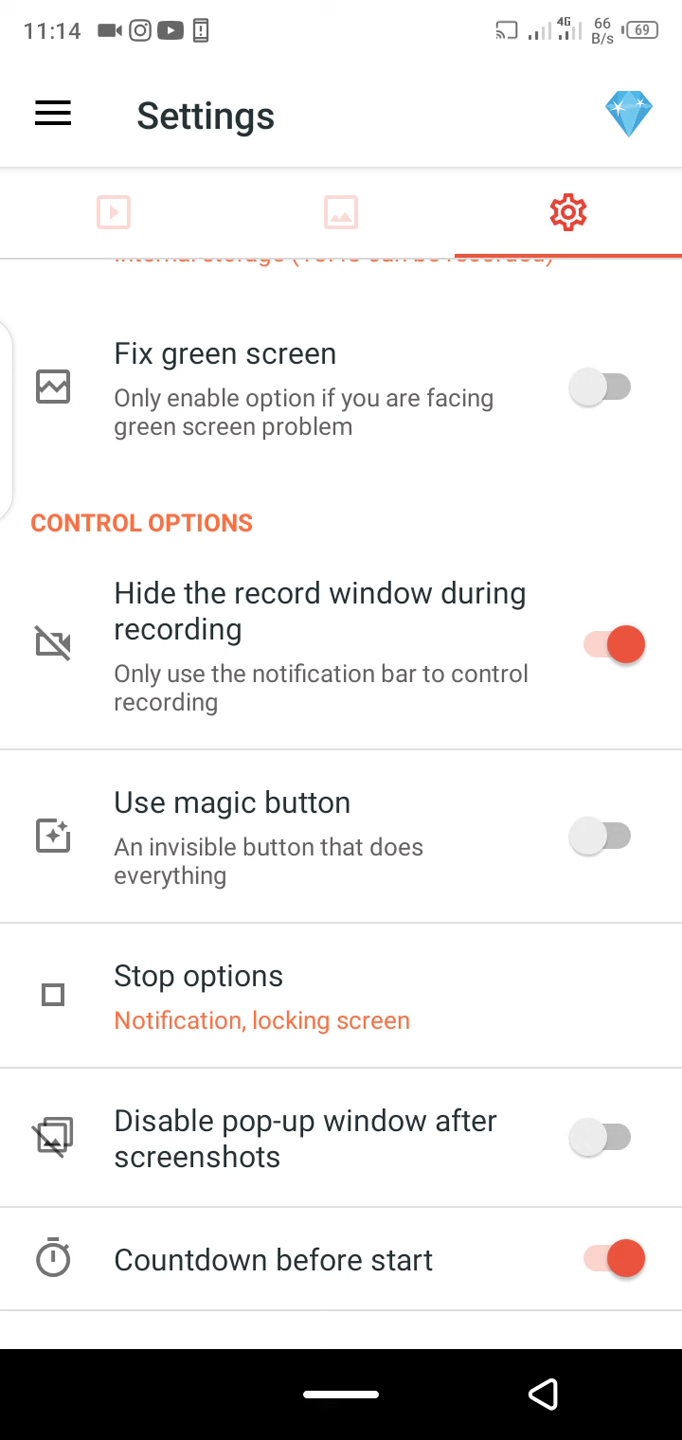 11:14
4G
66
B/s
69
Settings
Fix green screen
Only enable option if you are facing
green screen problem
CONTROL OPTIONS
Hide the record window during
recording
Only use the notification bar to control
recording
Use magic button
An invisible button that does
everything
Stop options
Notification, locking screen
Disable pop-up window after
screenshots
Countdown before start